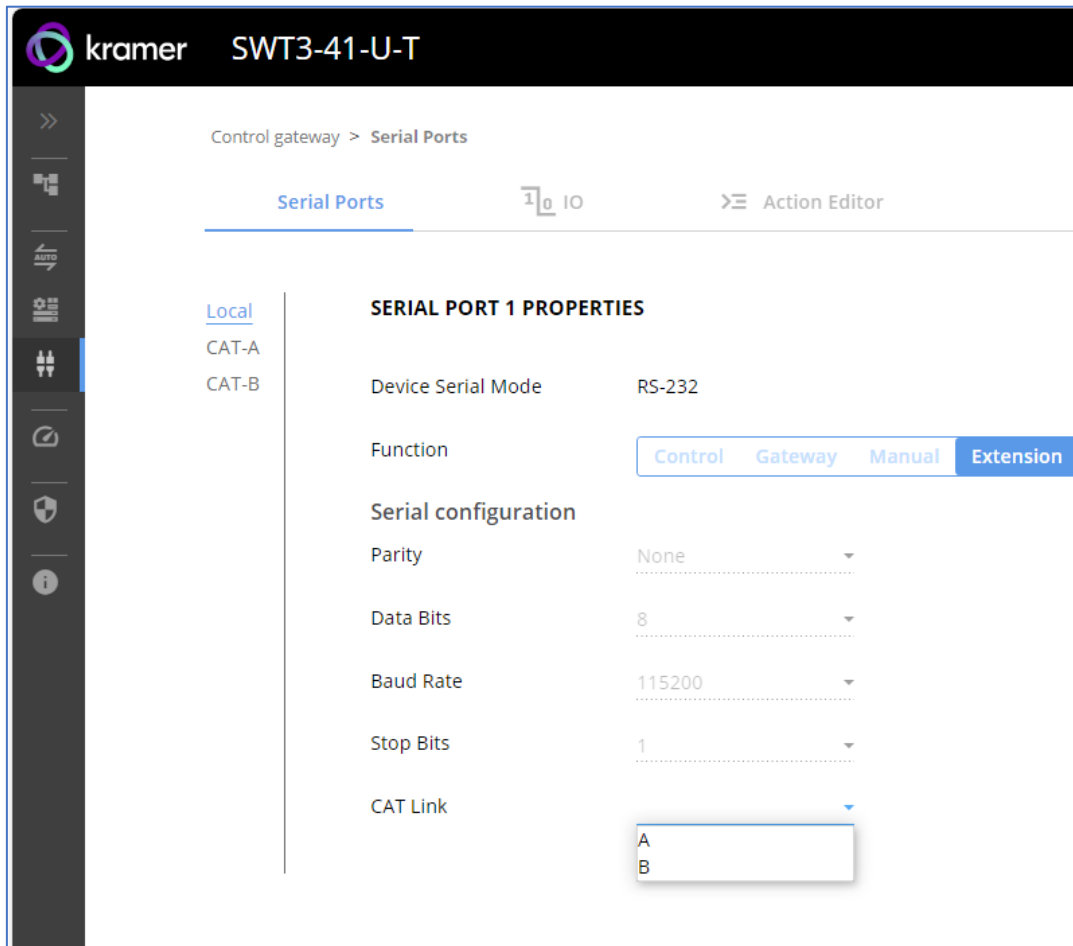 kramer SWT3-41-U-T
Control gateway > Serial Ports
Serial Ports
10 IO
Action Editor
AUTO
Local
CAT-A
CAT-B
SERIAL PORT 1 PROPERTIES
Device Serial Mode RS-232
Function Control Gateway Manual Extension
Serial configuration
Parity None
Data Bits 8
Baud Rate 115200
Stop Bits 1
CAT Link
A
B